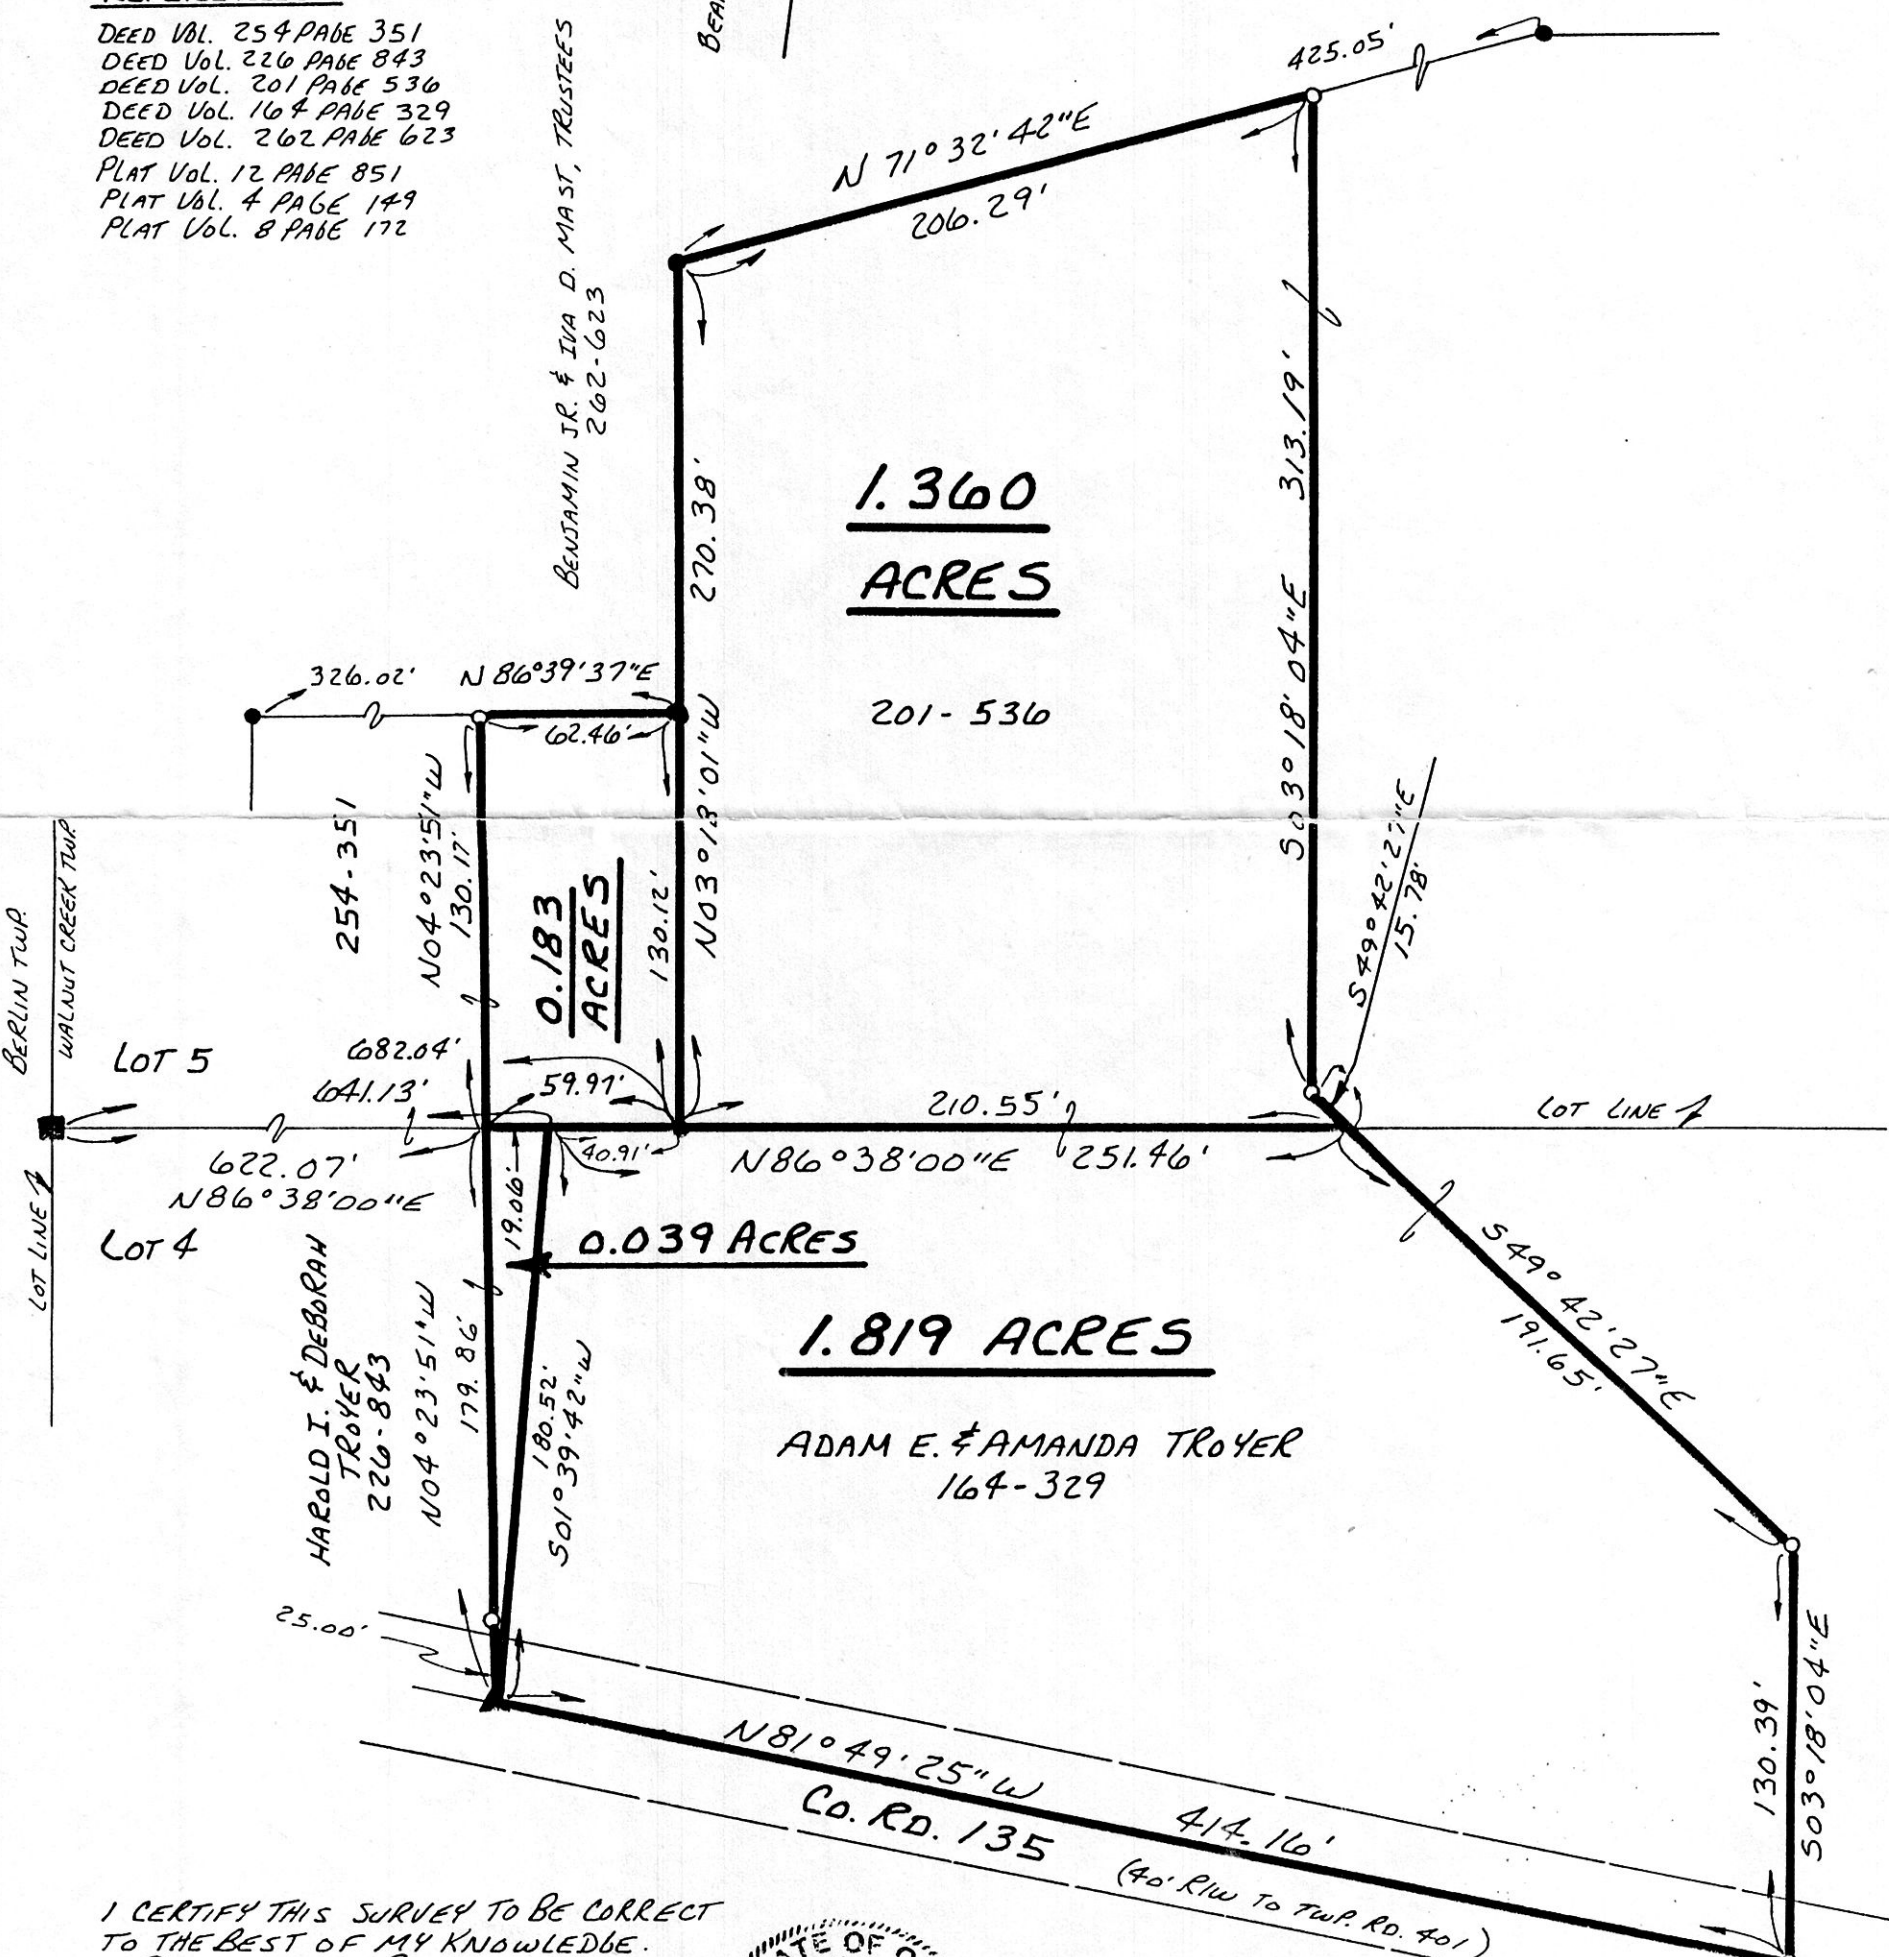 DEED VOL. 254 PAGE 351
DEED VOL. 226 PAGE 843
DEED VOL. 201 PAGE 536
DEED VOL. 164 PAGE 329
DEED VOL. 262 PAGE 623
PLAT VOL. 12 PAGE 851
PLAT VOL. 4 PAGE 149
PLAT VOL. 8 PAGE 172
BENJAMIN JR. & IVA D. MAST, TRUSTEES
262-623
425.05'
N 71° 32' 42"E
206.29'
270.38'
N03°18'01"W
313.19'
S03°18'04"E
1.360
ACRES
201-536
326.02'
N 86°39'37"E
62.46'
254-351
N04°23'51"W
130.17'
0.183
ACRES
130.12'
S49°42'27"E
15.78'
BERLIN TWP.
WALNUT CREEK TWP.
LOT 5
682.04'
641.13'
59.97'
210.55'
LOT LINE
622.07'
N86°38'00"E
40.91'
N86°38'00"E 251.46'
LOT LINE
LOT 4
19.06'
0.039 ACRES
HAROLD I. & DEBORAH
TROYER
226-843
N04°23'51"W
179.86'
180.52'
S01°39'42"W
1.819 ACRES
ADAM E. & AMANDA TROYER
164-329
S49° 42' 27"E
191.65'
25.00'
130.39'
S03°18'04"E
N81°49'25"W
414.16'
CO. RD. 135
(40' R/W TO TWP. RD. 401)
I CERTIFY THIS SURVEY TO BE CORRECT
TO THE BEST OF MY KNOWLEDGE.